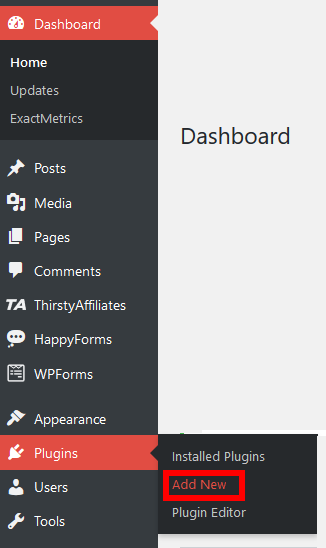 Dashboard
Home
Updates
ExactMetrics
Dashboard
Posts
Media
Pages
Comments
TA ThirstyAffiliates
HappyForms
WPForms
Appearance
Plugins
Installed Plugins
Add New
Plugin Editor
Users
Tools